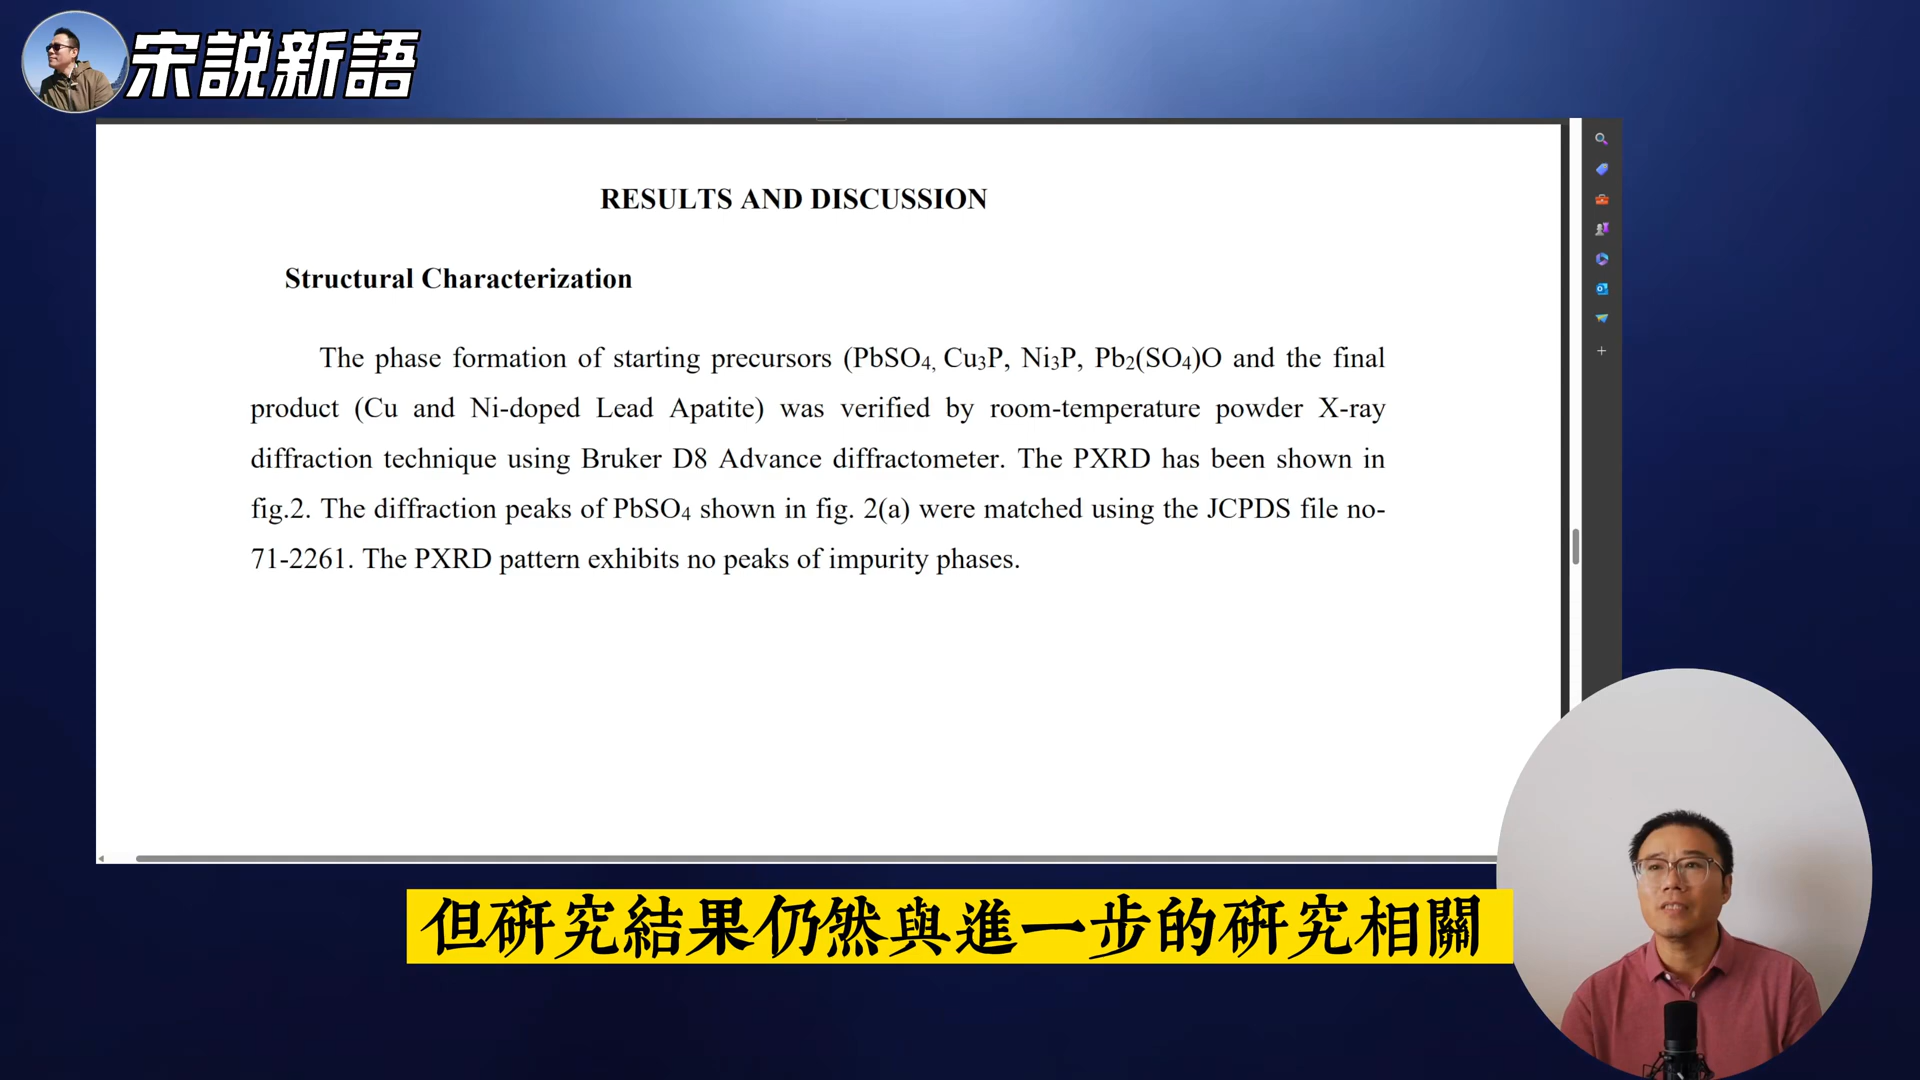 宋説新語
RESULTS AND DISCUSSION
Structural Characterization
The phase formation of starting precursors (PbSO₄, Cu₃P, Ni₃P, Pb₂(SO₄)O and the final
product (Cu and Ni-doped Lead Apatite) was verified by room-temperature powder X-ray
diffraction technique using Bruker D8 Advance diffractometer. The PXRD has been shown in
fig.2. The diffraction peaks of PbSO₄ shown in fig. 2(a) were matched using the JCPDS file no-
71-2261. The PXRD pattern exhibits no peaks of impurity phases.
但研究結果仍然與進一步的研究相關